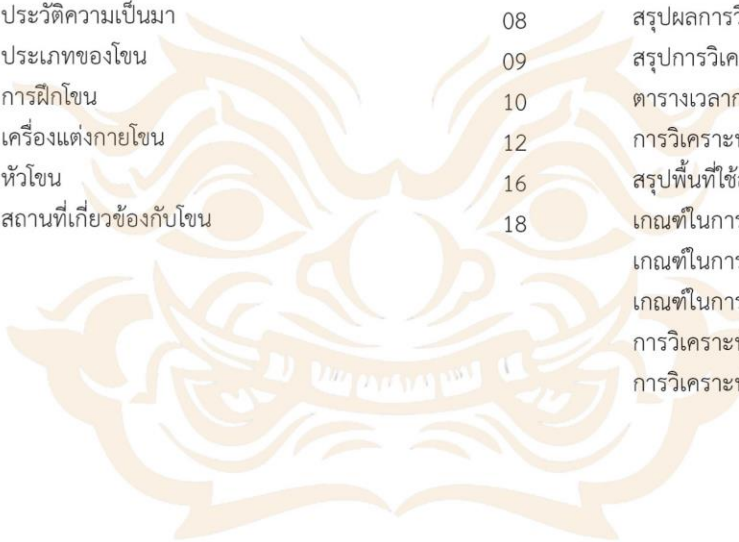 ประวัติความเป็นมา 08
ประเภทของโขน 09
การฝึกโขน 10
เครื่องแต่งกายโขน 12
หัวโขน 16
สถานที่เกี่ยวข้องกับโขน 18
สรุปผลการวิ
สรุปการวิเค
ตารางเวลาก
การวิเคราะห
สรุปพื้นที่ใช้
เกณฑ์ในการ
เกณฑ์ในการ
เกณฑ์ในการ
การวิเคราะห
การวิเคราะห